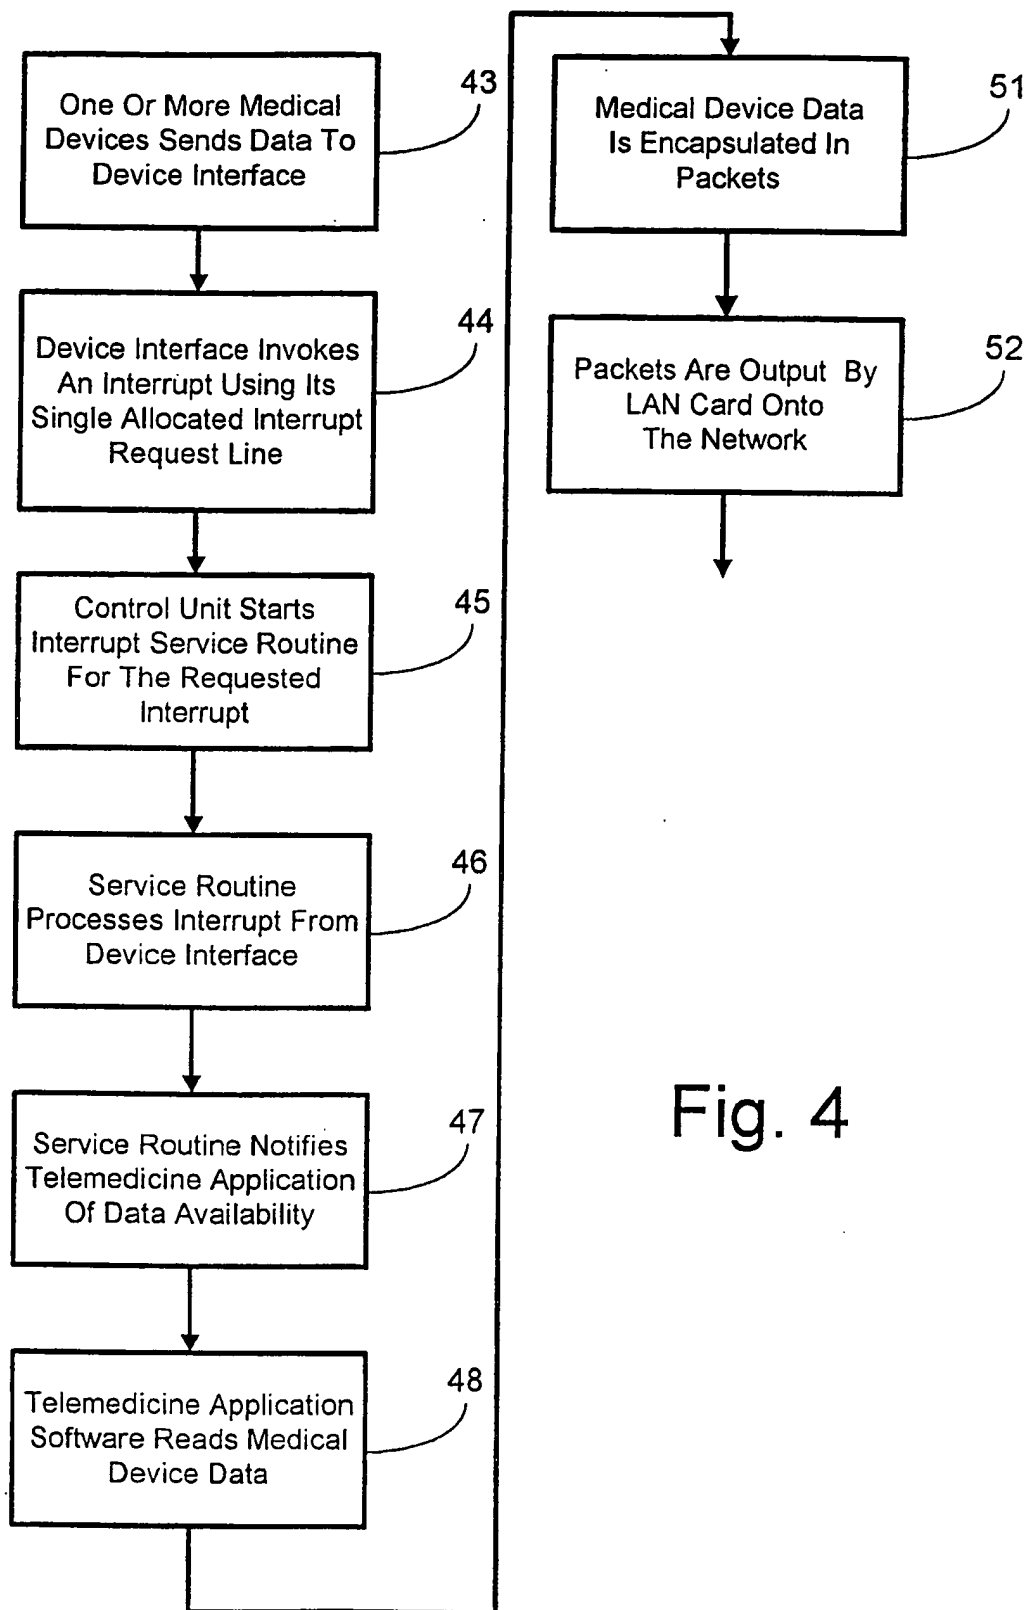 One Or More Medical
Devices Sends Data To
Device Interface
43
Device Interface Invokes
An Interrupt Using Its
Single Allocated Interrupt
Request Line
44
Control Unit Starts
Interrupt Service Routine
For The Requested
Interrupt
45
Service Routine
Processes Interrupt From
Device Interface
46
Service Routine Notifies
Telemedicine Application
Of Data Availability
47
Telemedicine Application
Software Reads Medical
Device Data
48
Medical Device Data
Is Encapsulated In
Packets
51
Packets Are Output By
LAN Card Onto
The Network
52
Fig. 4